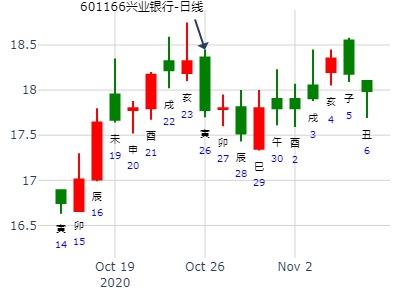 601166兴业银行-日线
18.5
18
17.5
17
16.5
寅
14
卯
15
辰
16
未
19
申
20
酉
21
戌
22
亥
23
寅
26
卯
27
辰
28
巳
29
午
30
酉
2
戌
3
亥
4
子
5
丑
6
Oct 19
2020
Oct 26
Nov 2